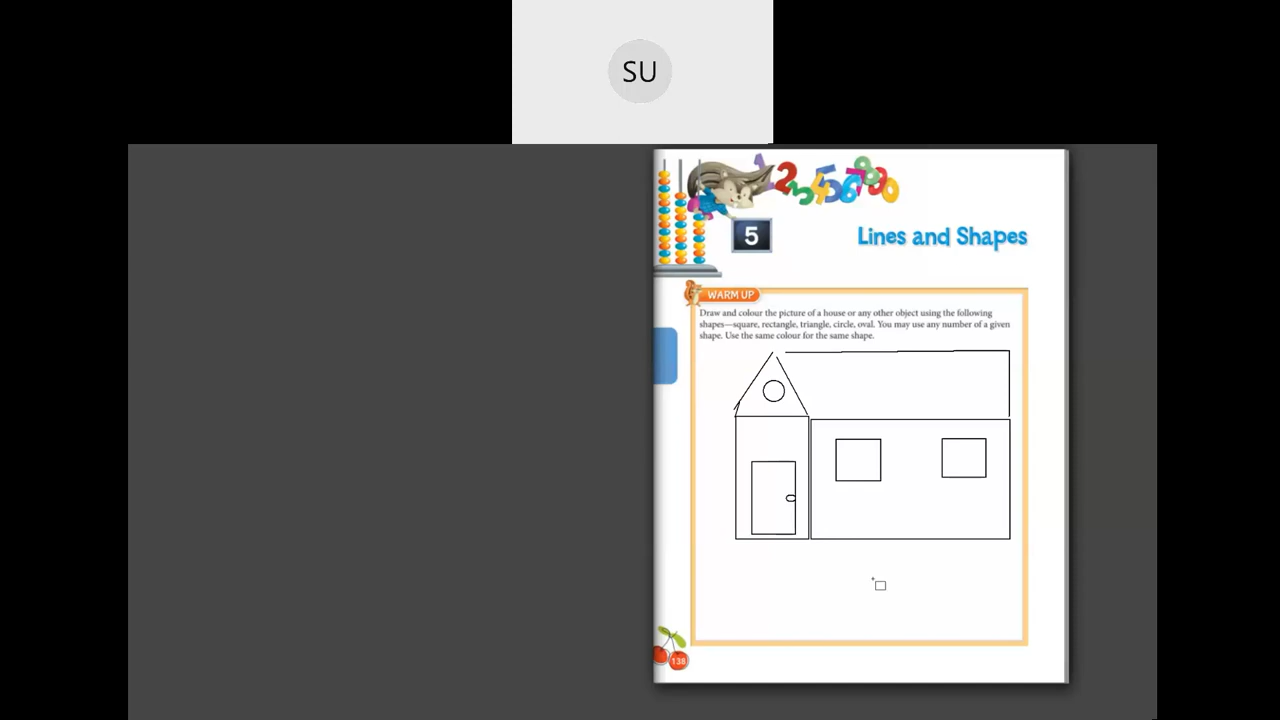 SU
1234567890
5
Lines and Shapes
WARM UP
Draw and colour the picture of a house or any other object using the following
shapes—square, rectangle, triangle, circle, oval. You may use any number of a given
shape. Use the same colour for the same shape.
138